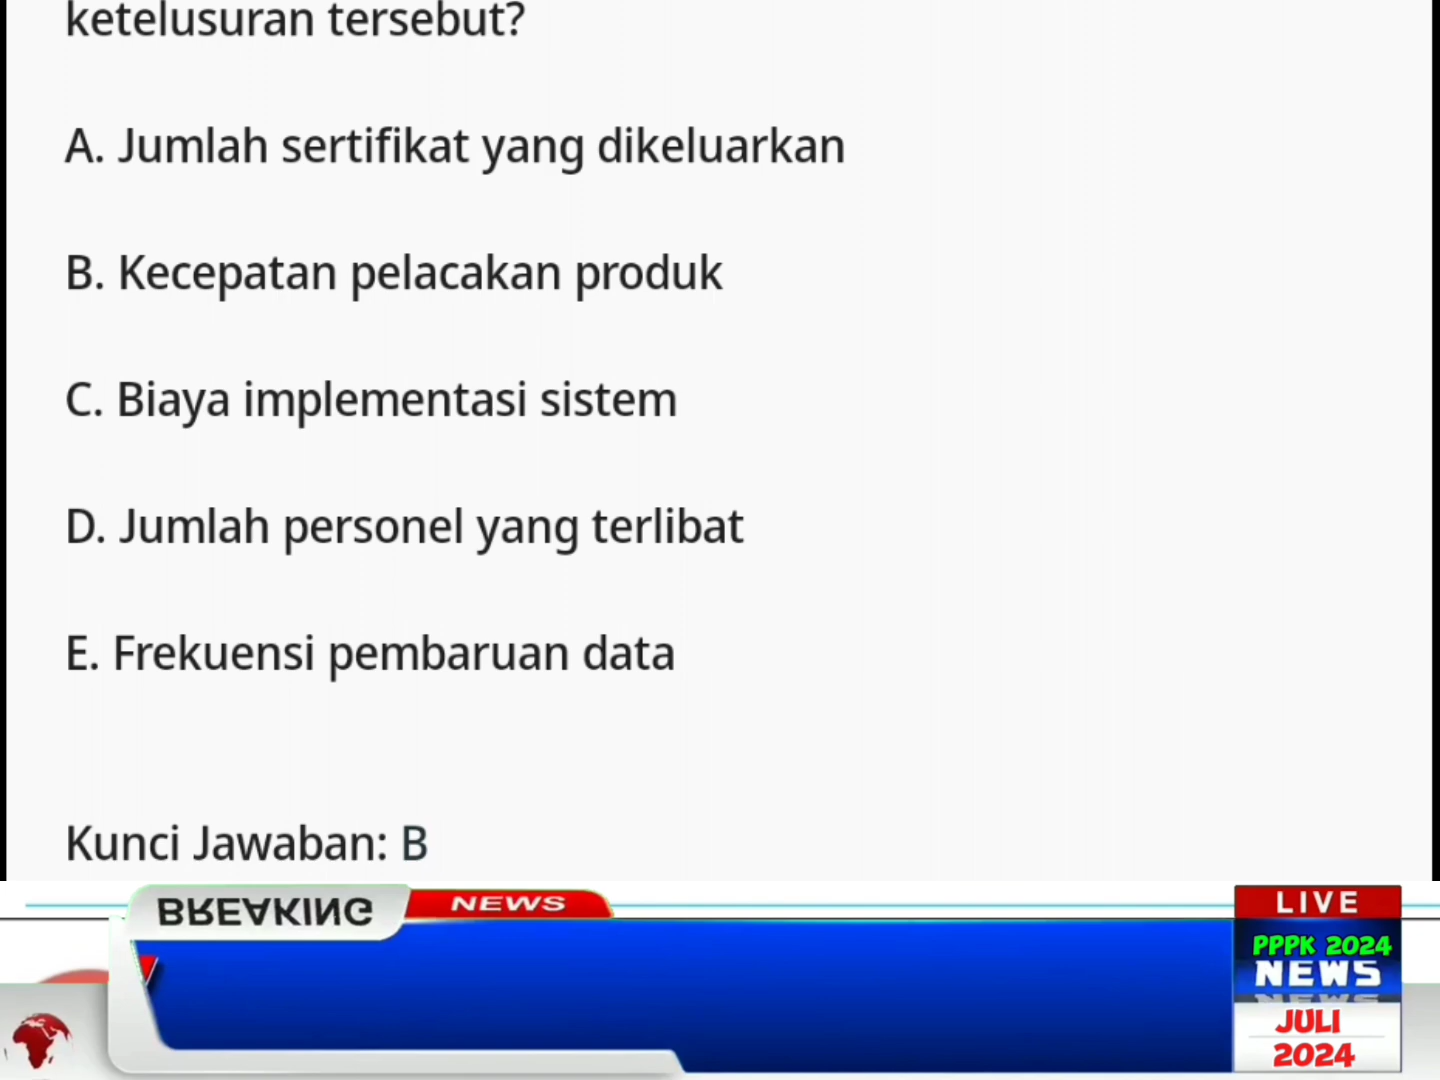 ketelusuran tersebut?
A. Jumlah sertifikat yang dikeluarkan
B. Kecepatan pelacakan produk
C. Biaya implementasi sistem
D. Jumlah personel yang terlibat
E. Frekuensi pembaruan data
Kunci Jawaban: B
BREAKING NEWS
LIVE
PPPK 2024
NEWS
JULI
2024